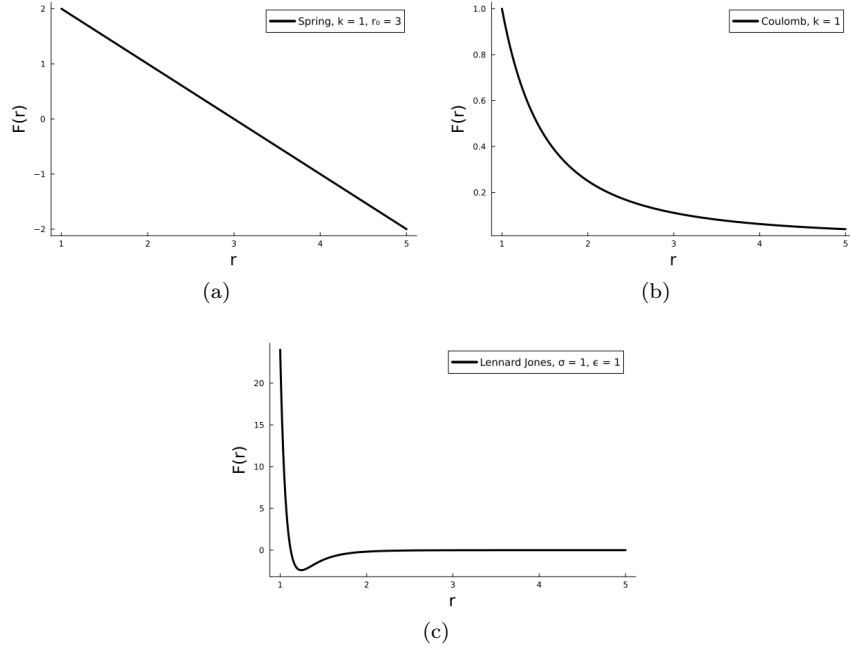 2
1
0
−1
−2
F(r)
1
2
3
4
5
r
Spring, k = 1, r₀ = 3
(a)
1.0
0.8
0.6
0.4
0.2
F(r)
1
2
3
4
5
r
Coulomb, k = 1
(b)
20
15
10
5
0
F(r)
1
2
3
4
5
r
Lennard Jones, σ = 1, ϵ = 1
(c)